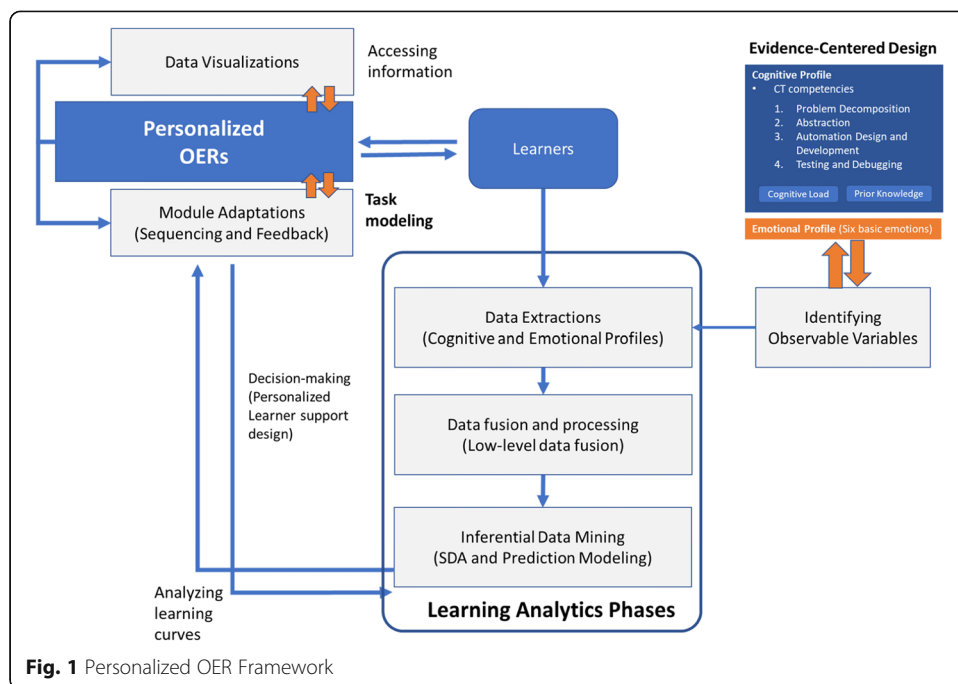 Data Visualizations
Accessing
information
Personalized
OERs
Learners
Module Adaptations
(Sequencing and Feedback)
Task
modeling
Evidence-Centered Design
Cognitive Profile
• CT competencies
1. Problem Decomposition
2. Abstraction
3. Automation Design and
Development
4. Testing and Debugging
Cognitive Load
Prior Knowledge
Emotional Profile (Six basic emotions)
Identifying
Observable Variables
Data Extractions
(Cognitive and Emotional Profiles)
Decision-making
(Personalized
Learner support
design)
Data fusion and processing
(Low-level data fusion)
Inferential Data Mining
(SDA and Prediction Modeling)
Analyzing
learning
curves
Learning Analytics Phases
Fig. 1 Personalized OER Framework